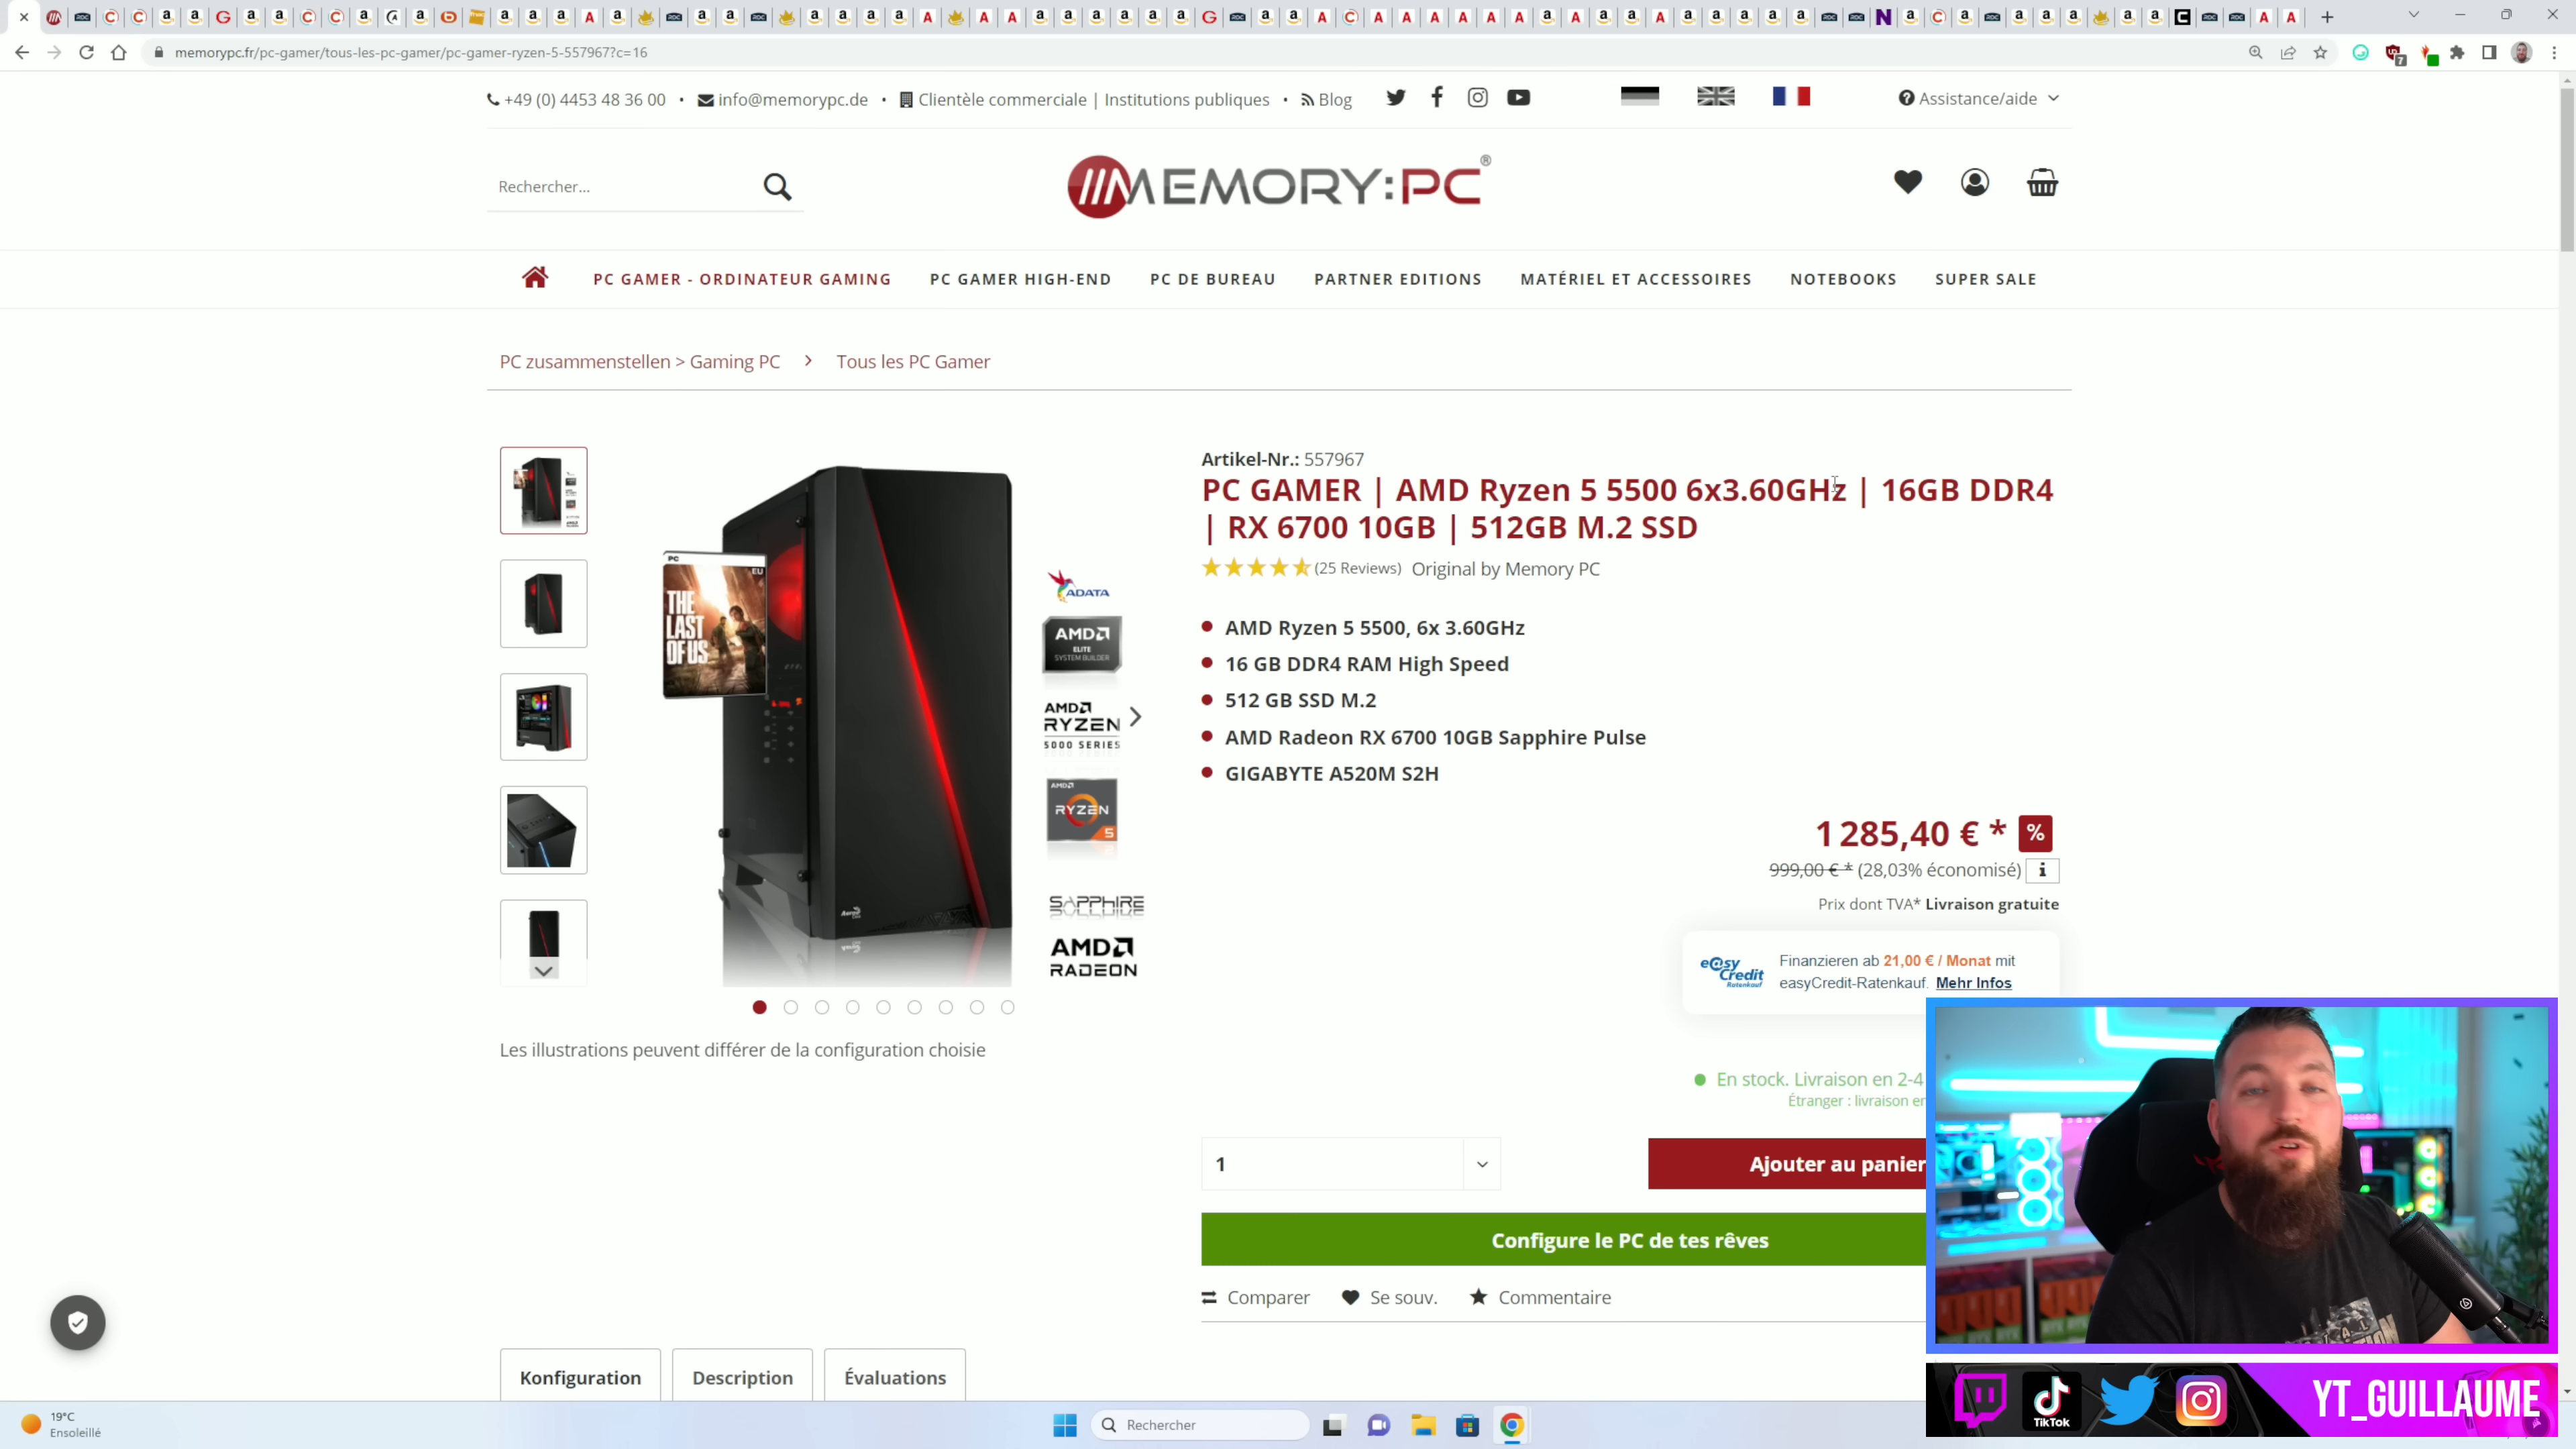 memorypc.fr/pc-gamer/tous-les-pc-gamer/pc-gamer-ryzen-5-557967?c=16
7
+49 (0) 4453 48 36 00 • info@memorypc.de • Clientèle commerciale | Institutions publiques • Blog
Assistance/aide
Rechercher...
MEMORY:PC®
PC GAMER - ORDINATEUR GAMING
PC GAMER HIGH-END
PC DE BUREAU
PARTNER EDITIONS
MATÉRIEL ET ACCESSOIRES
NOTEBOOKS
SUPER SALE
PC zusammenstellen > Gaming PC > Tous les PC Gamer
Artikel-Nr.: 557967
PC GAMER | AMD Ryzen 5 5500 6x3.60GHz | 16GB DDR4
| RX 6700 10GB | 512GB M.2 SSD
(25 Reviews) Original by Memory PC
AMD Ryzen 5 5500, 6x 3.60GHz
16 GB DDR4 RAM High Speed
512 GB SSD M.2
AMD Radeon RX 6700 10GB Sapphire Pulse
GIGABYTE A520M S2H
PC
EU
THE
LAST
OF US
ADATA
AMD
ELITE
SYSTEM BUILDER
AMD
RYZEN
5000 SERIES
AMD
RYZEN
5
SAPPHIRE
AMD
RADEON
1 285,40 € * %
999,00 € * (28,03% économisé) i
Prix dont TVA* Livraison gratuite
easy
Credit
Ratenkauf
Finanzieren ab 21,00 € / Monat mit
easyCredit-Ratenkauf. Mehr Infos
Les illustrations peuvent différer de la configuration choisie
En stock. Livraison en 2-4
Étranger : livraison en
1
Ajouter au panier
Configure le PC de tes rêves
Comparer
Se souv.
Commentaire
Konfiguration
Description
Évaluations
TikTok
YT_GUILLAUME
19°C
Ensoleillé
Rechercher